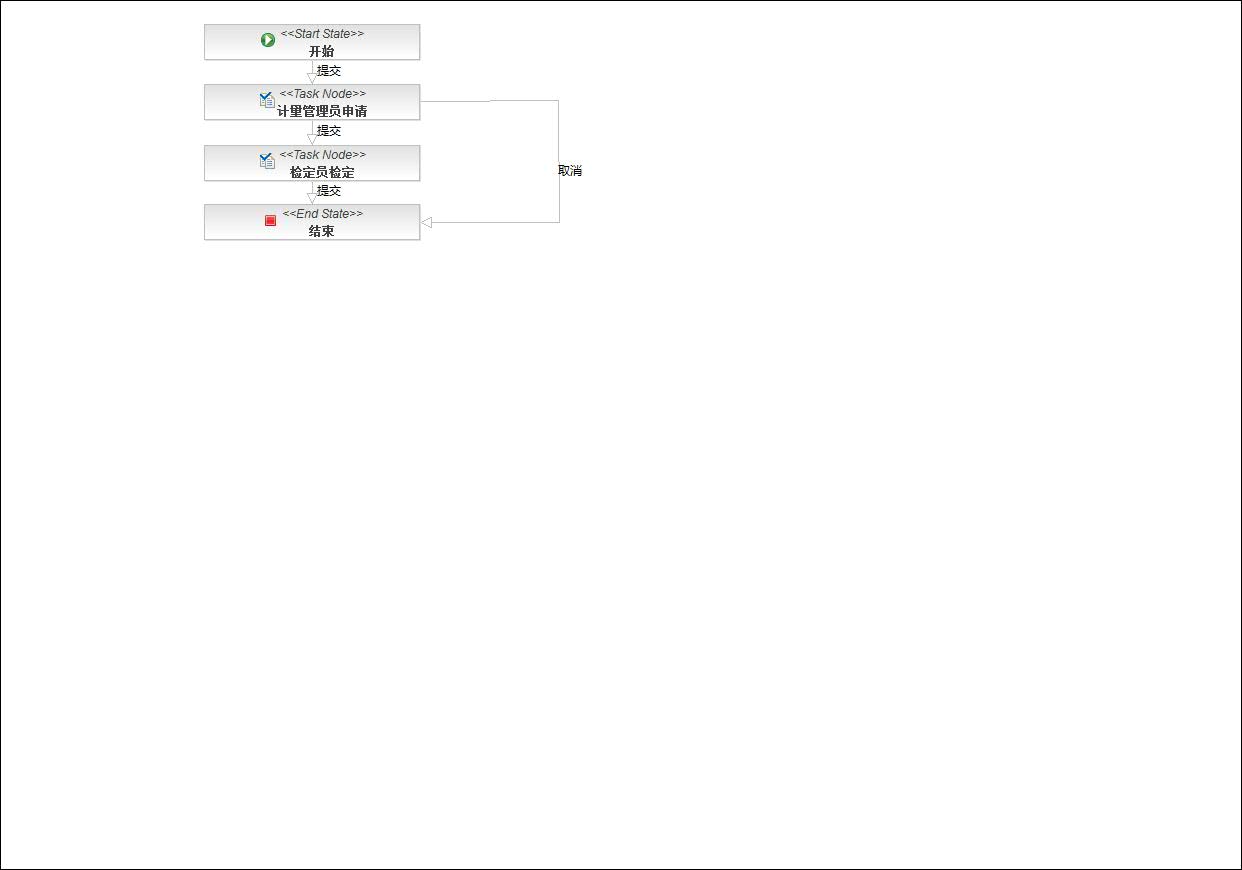 <<Start State>>
开始
提交
<<Task Node>>
计量管理员申请
提交
<<Task Node>>
检定员检定
取消
提交
<<End State>>
结束